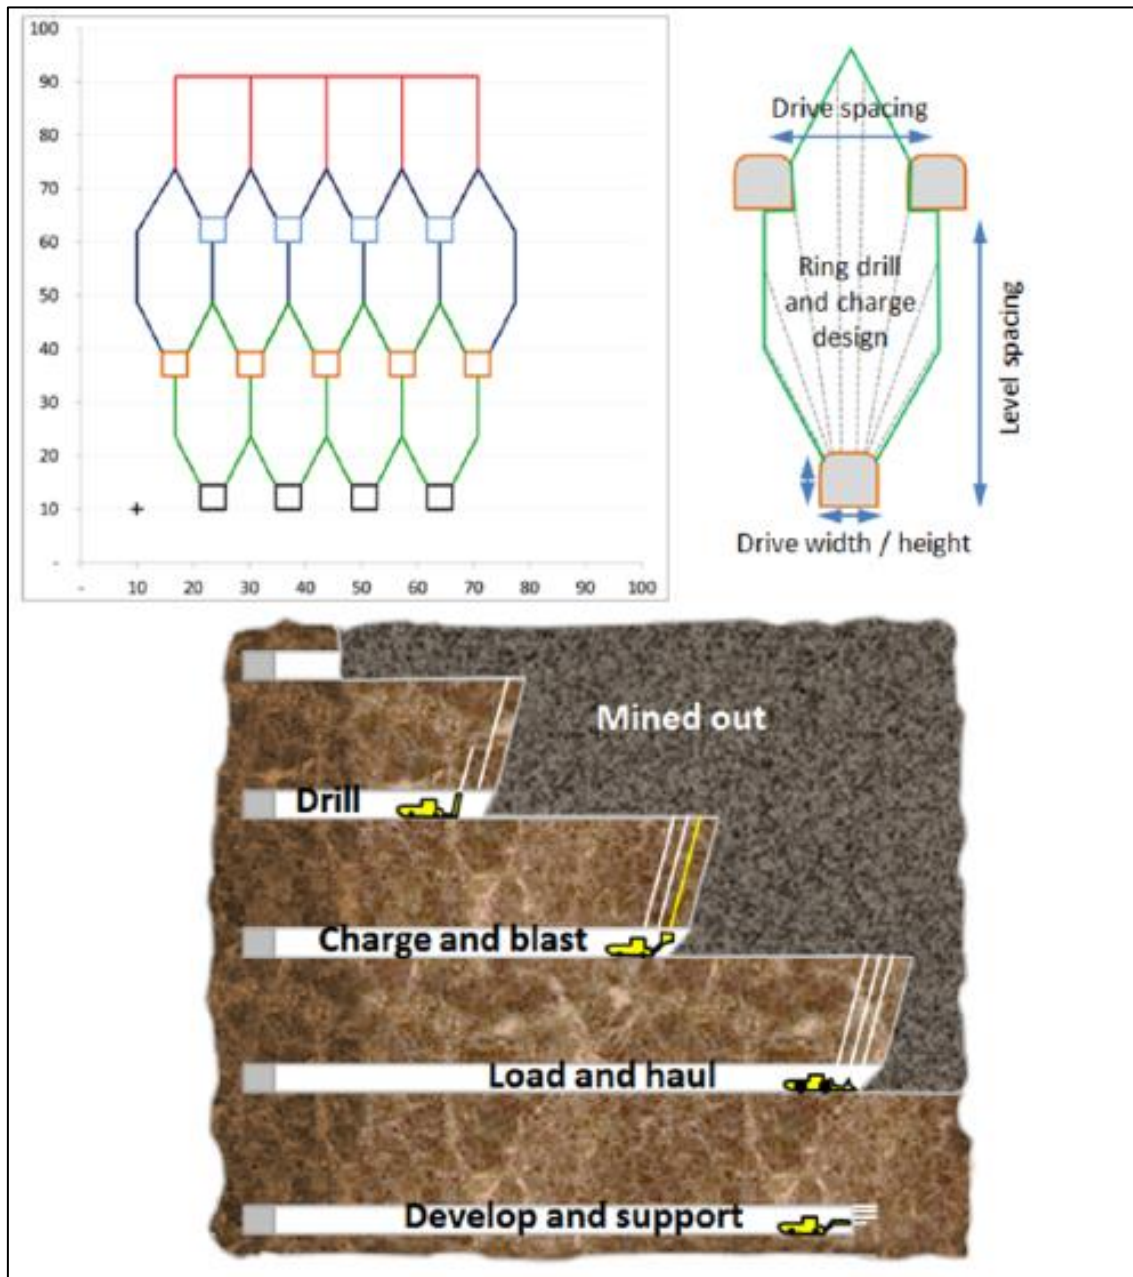 100
90
80
70
60
50
40
30
20
10
-
- 10 20 30 40 50 60 70 80 90 100
Drive spacing
Ring drill
and charge
design
Level spacing
Drive width / height
Mined out
Drill
Charge and blast
Load and haul
Develop and support